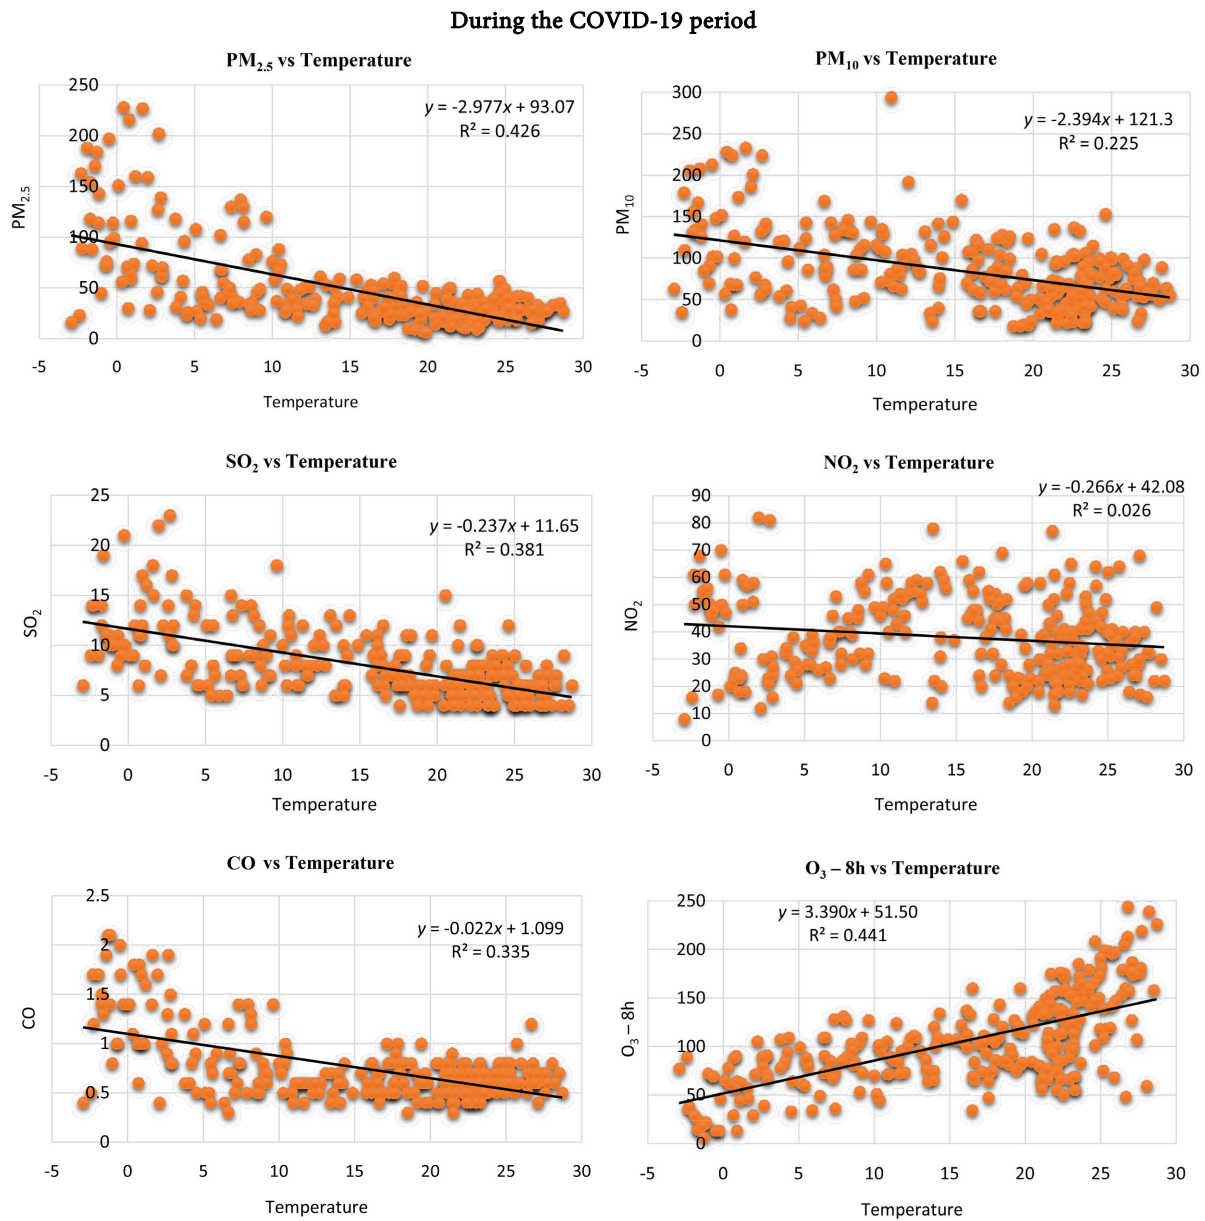 During the COVID-19 period
PM2.5 vs Temperature
y = -2.977x + 93.07
R² = 0.426
250
200
150
100
50
0
-5 0 5 10 15 20 25 30
PM2.5
Temperature
PM10 vs Temperature
y = -2.394x + 121.3
R² = 0.225
300
250
200
150
100
50
0
-5 0 5 10 15 20 25 30
PM10
Temperature
SO2 vs Temperature
y = -0.237x + 11.65
R² = 0.381
25
20
15
10
5
0
-5 0 5 10 15 20 25 30
SO2
Temperature
NO2 vs Temperature
y = -0.266x + 42.08
R² = 0.026
90
80
70
60
50
40
30
20
10
0
-5 0 5 10 15 20 25 30
NO2
Temperature
CO vs Temperature
y = -0.022x + 1.099
R² = 0.335
2.5
2
1.5
1
0.5
0
-5 0 5 10 15 20 25 30
CO
Temperature
O3 – 8h vs Temperature
y = 3.390x + 51.50
R² = 0.441
250
200
150
100
50
0
-5 0 5 10 15 20 25 30
O3 – 8h
Temperature